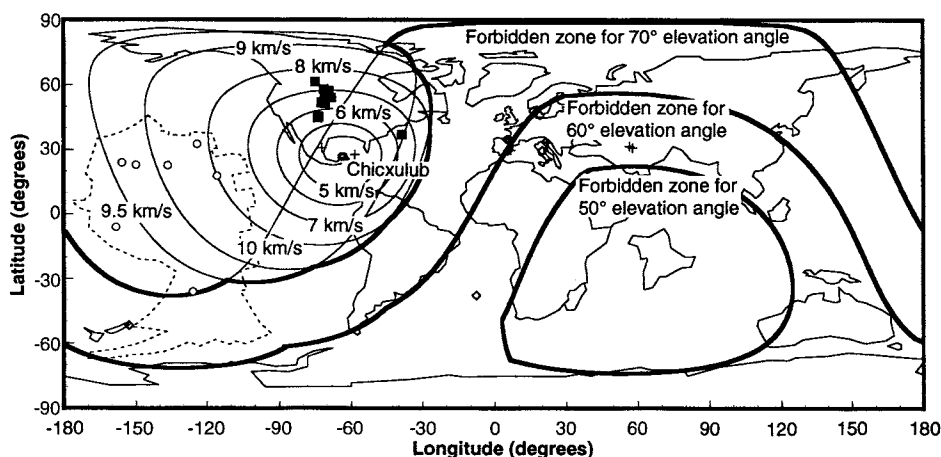 90
60
30
0
-30
-60
-90
Latitude (degrees)
9 km/s
8 km/s
6 km/s
Chicxulub
5 km/s
9.5 km/s
7 km/s
10 km/s
Forbidden zone for 70° elevation angle
Forbidden zone for
60° elevation angle
Forbidden zone for
50° elevation angle
-180 -150 -120 -90 -60 -30 0 30 60 90 120 150 180
Longitude (degrees)